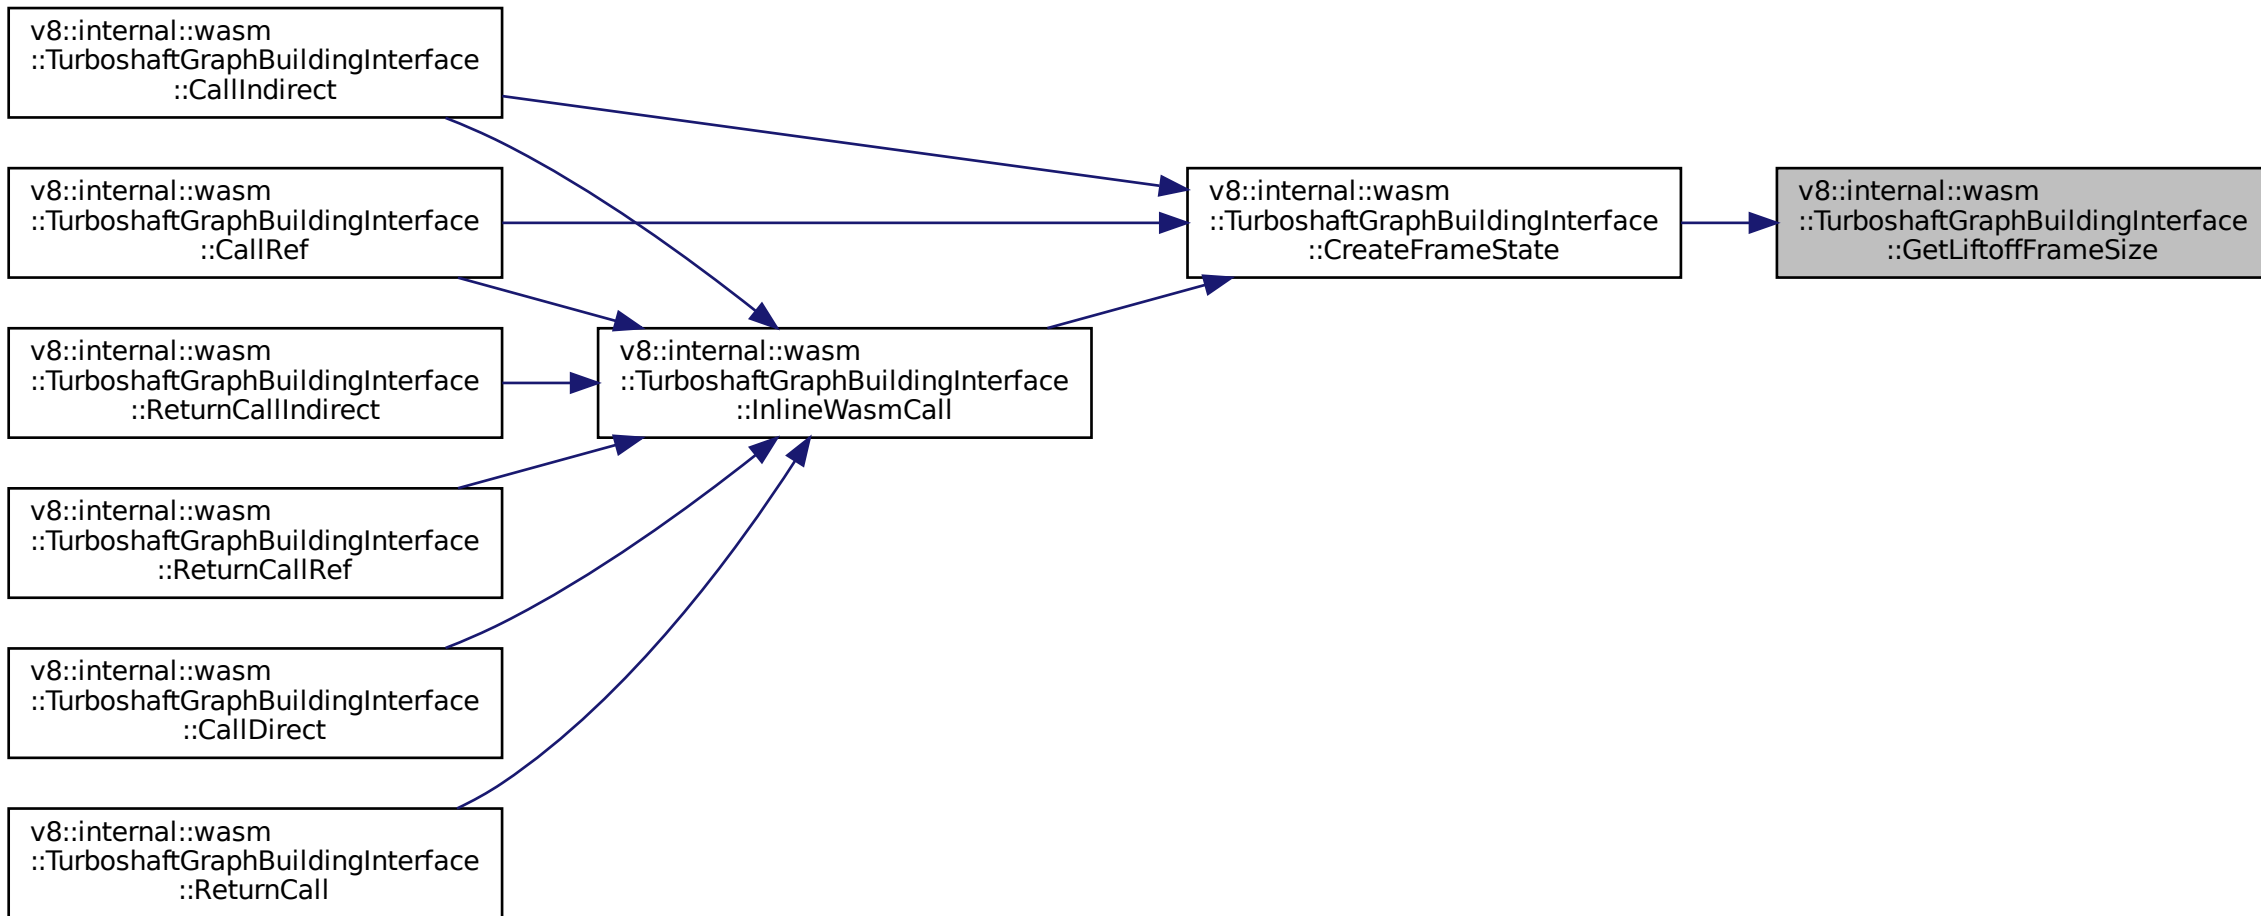 v8::internal::wasm
::TurboshaftGraphBuildingInterface
::CallIndirect
v8::internal::wasm
::TurboshaftGraphBuildingInterface
::CallRef
v8::internal::wasm
::TurboshaftGraphBuildingInterface
::ReturnCallIndirect
v8::internal::wasm
::TurboshaftGraphBuildingInterface
::ReturnCallRef
v8::internal::wasm
::TurboshaftGraphBuildingInterface
::CallDirect
v8::internal::wasm
::TurboshaftGraphBuildingInterface
::ReturnCall
v8::internal::wasm
::TurboshaftGraphBuildingInterface
::InlineWasmCall
v8::internal::wasm
::TurboshaftGraphBuildingInterface
::CreateFrameState
v8::internal::wasm
::TurboshaftGraphBuildingInterface
::GetLiftoffFrameSize